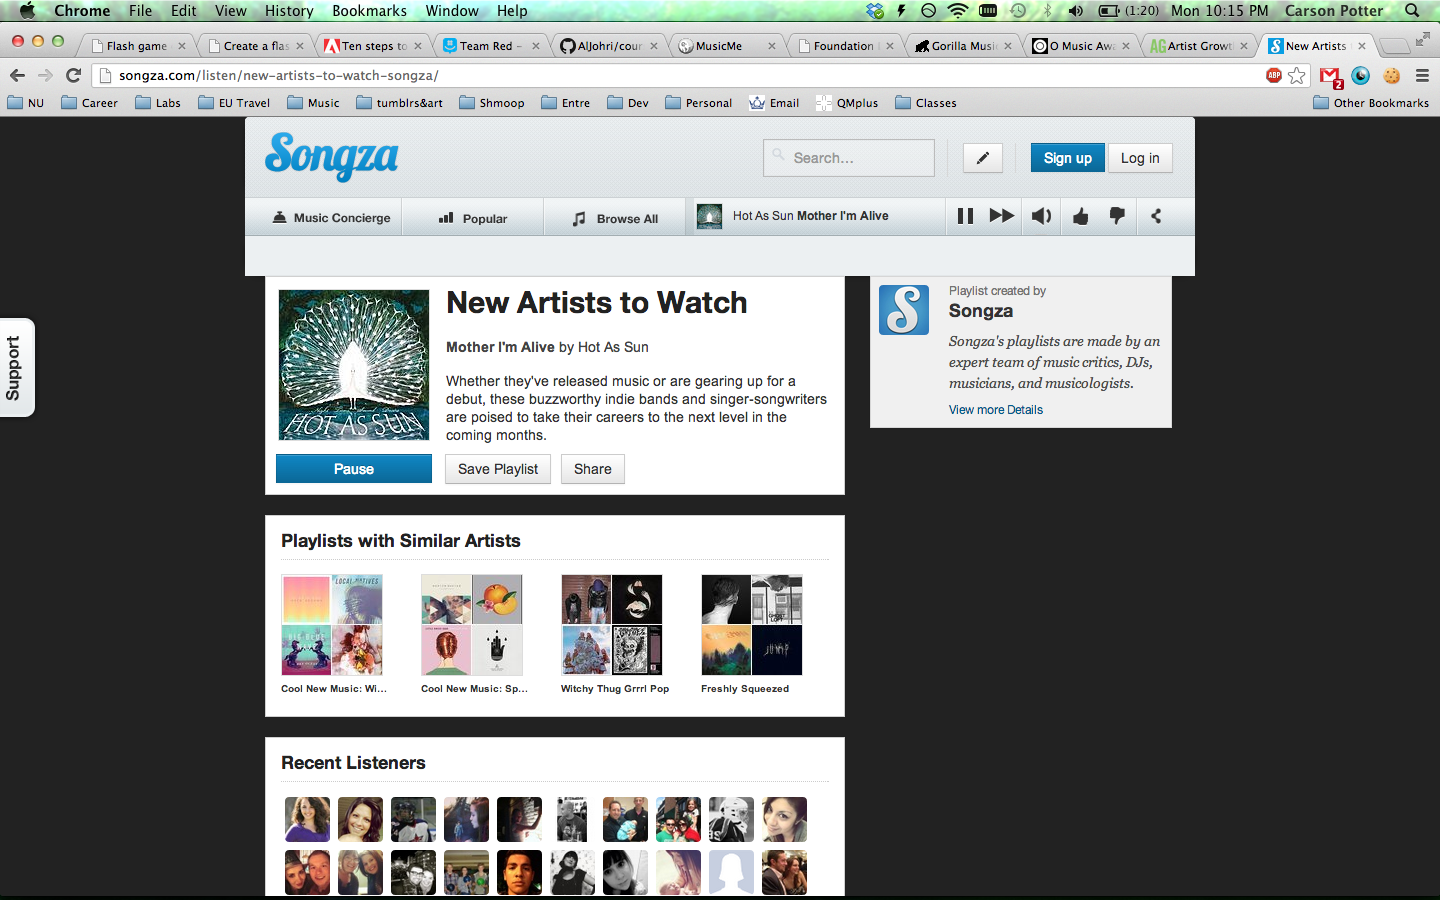 Chrome File Edit View History Bookmarks Window Help (1:20) Mon 10:15 PM Carson Potter
Flash game Create a flas Ten steps to Team Red – AlJohri/cour MusicMe Foundation Gorilla Musi O Music Awa AG Artist Growt New Artists
songza.com/listen/new-artists-to-watch-songza/ ABP 2
NU Career Labs EU Travel Music tumblrs&art Shmoop Entre Dev Personal Email QMplus Classes Other Bookmarks
Songza Search... Sign up Log in
Music Concierge Popular Browse All Hot As Sun Mother I'm Alive
New Artists to Watch
Mother I'm Alive by Hot As Sun
Whether they've released music or are gearing up for a
debut, these buzzworthy indie bands and singer-songwriters
are poised to take their careers to the next level in the
coming months.
HOT AS SUN
Pause Save Playlist Share
Playlist created by
Songza
Songza's playlists are made by an
expert team of music critics, DJs,
musicians, and musicologists.
View more Details
Support
Playlists with Similar Artists
LOCAL NATIVES
Cool New Music: Wi... Cool New Music: Sp... Witchy Thug Grrrl Pop Freshly Squeezed
Recent Listeners